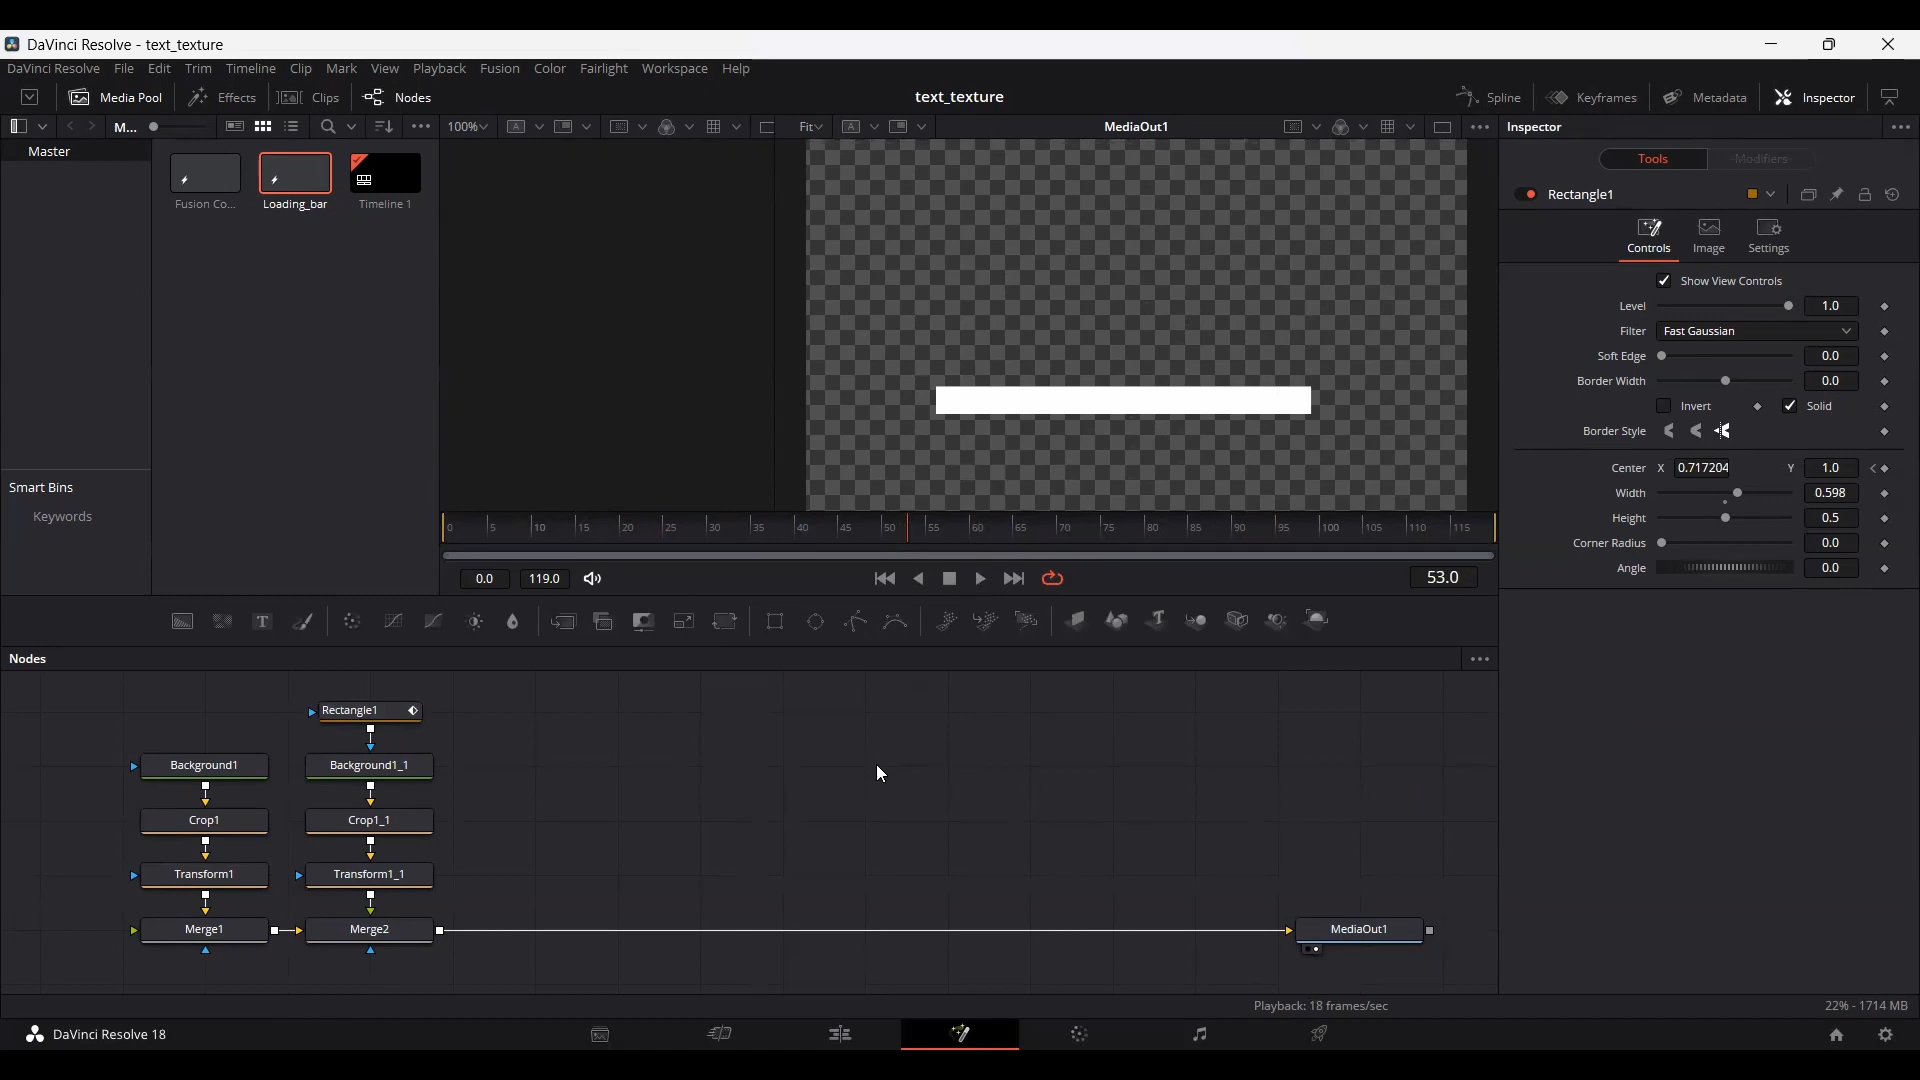 DaVinci Resolve - text_texture
DaVinci Resolve File Edit Trim Timeline Clip Mark View Playback Fusion Color Fairlight Workspace Help
Media Pool Effects Clips Nodes text_texture Spline Keyframes Metadata Inspector
M... 100% Fit MediaOut1 Inspector
Master
Tools Modifiers
Fusion Co... Loading_bar Timeline 1
Rectangle1
Controls Image Settings
Show View Controls
Level 1.0
Filter Fast Gaussian
Soft Edge 0.0
Border Width 0.0
Invert Solid
Border Style
Center X 0.717204 Y 1.0
Width 0.598
Height 0.5
Corner Radius 0.0
Angle 0.0
Smart Bins
Keywords
0 5 10 15 20 25 30 35 40 45 50 55 60 65 70 75 80 85 90 95 100 105 110 115
0.0 119.0 53.0
T
Nodes
Rectangle1
Background1 Background1_1
Crop1 Crop1_1
Transform1 Transform1_1
Merge1 Merge2 MediaOut1
Playback: 18 frames/sec 22% - 1714 MB
DaVinci Resolve 18